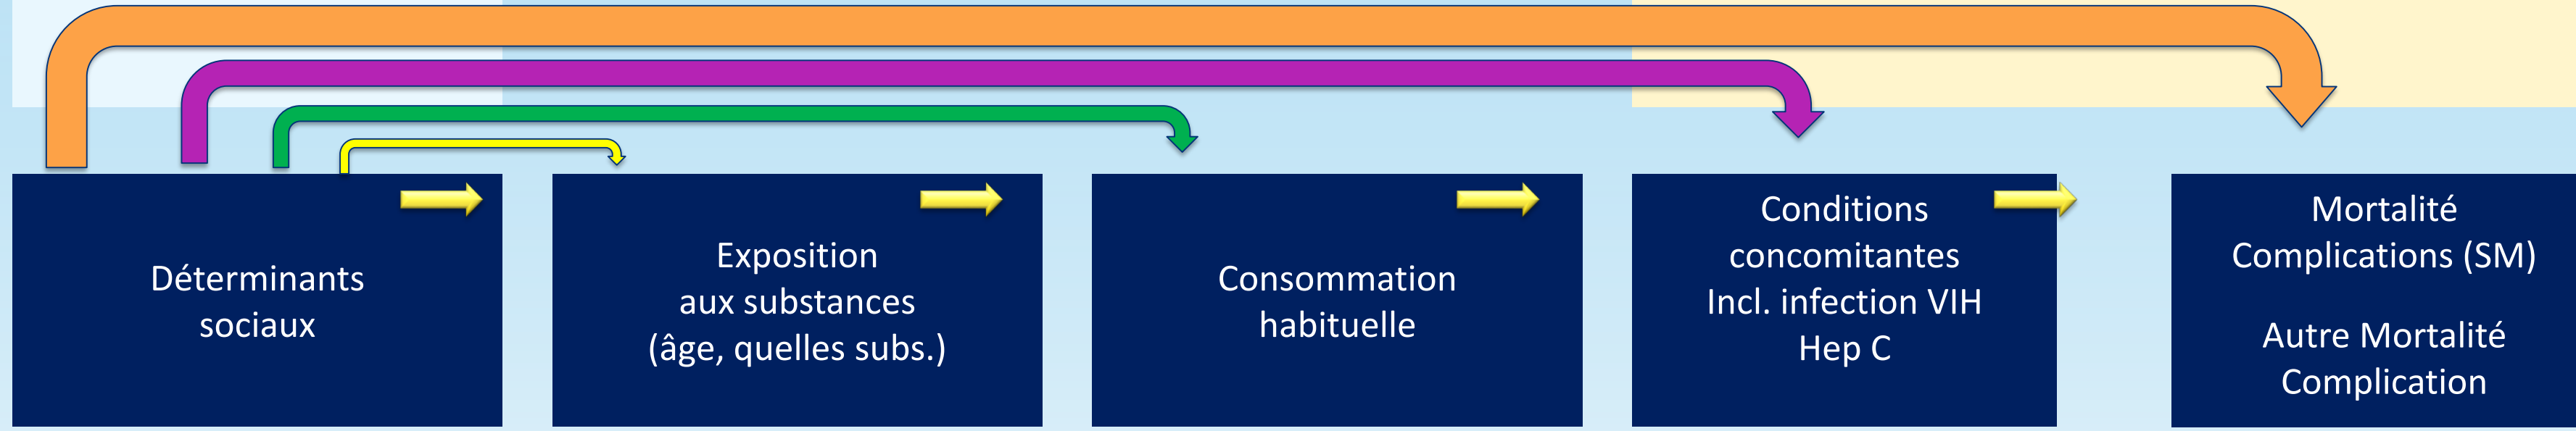 Déterminants
sociaux
Exposition
aux substances
(âge, quelles subs.)
Consommation
habituelle
Conditions
concomitantes
Incl. infection VIH
Hep C
Mortalité
Complications (SM)
Autre Mortalité
Complication